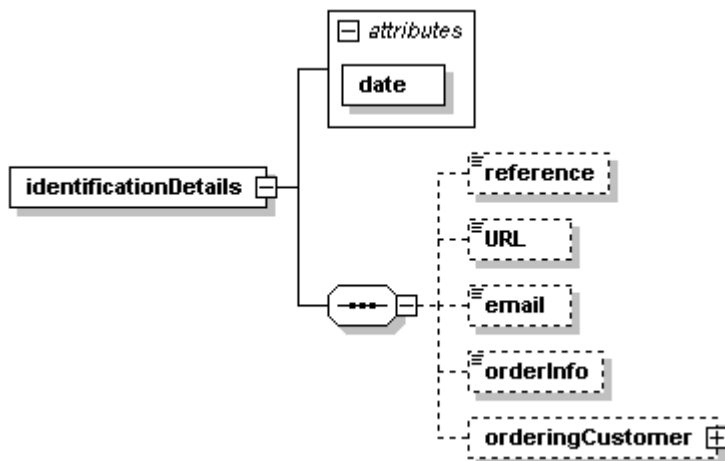 attributes
date
identificationDetails
reference
URL
email
orderInfo
orderingCustomer